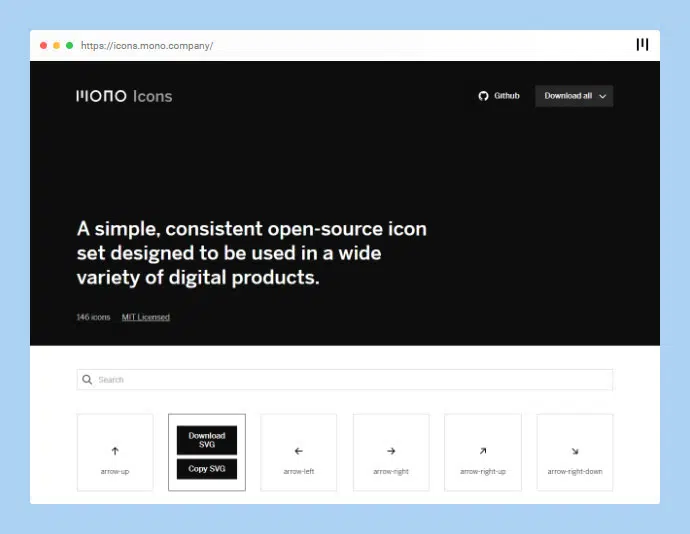 https://icons.mono.company/
mono Icons
Github
Download all
A simple, consistent open-source icon
set designed to be used in a wide
variety of digital products.
146 icons MIT Licensed
Search
Download
SVG
Copy SVG
arrow-up
arrow-left
arrow-right
arrow-right-up
arrow-right-down